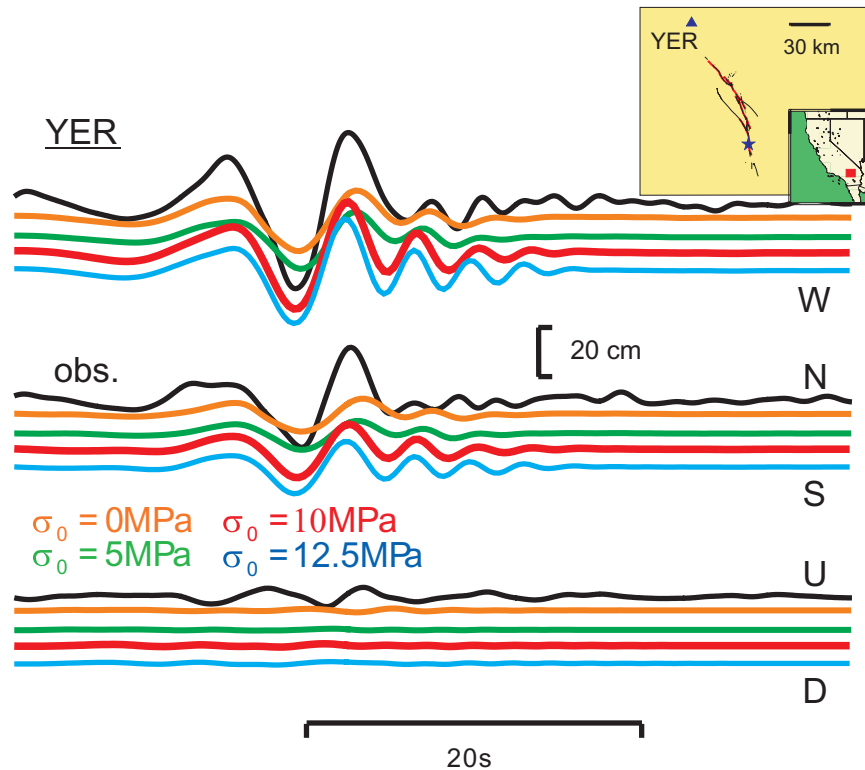 YER
30 km
YER
W
20 cm
obs.
N
S
σ0 = 0MPa σ0 = 10MPa
σ0 = 5MPa σ0 = 12.5MPa
U
D
20s